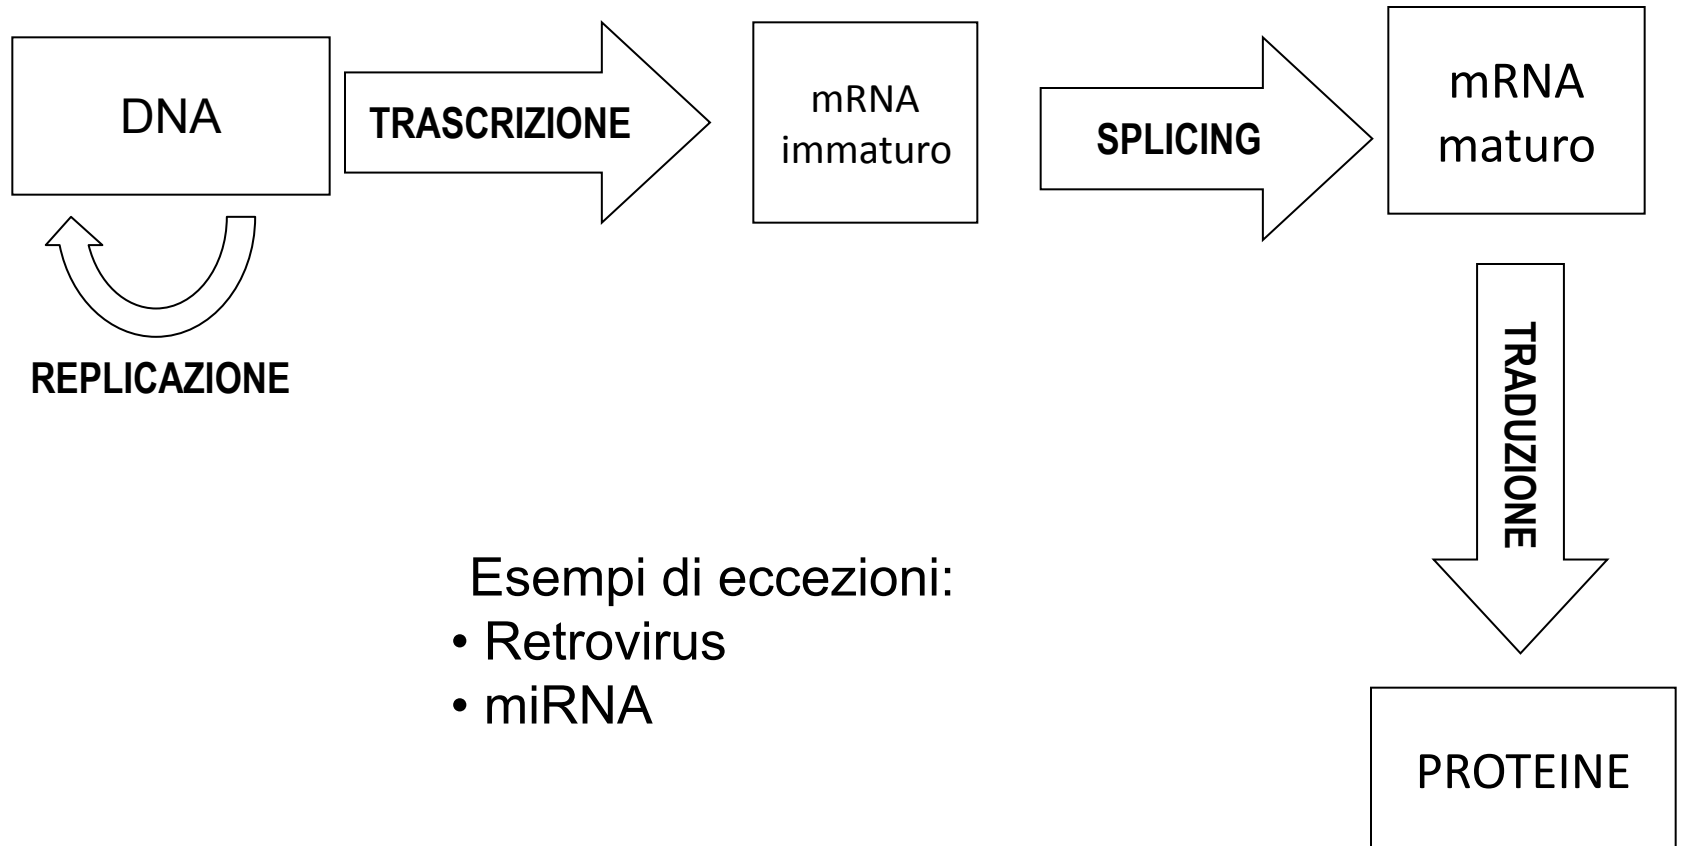 DNA
TRASCRIZIONE
mRNA
immaturo
SPLICING
mRNA
maturo
REPLICAZIONE
TRADUZIONE
Esempi di eccezioni:
• Retrovirus
• miRNA
PROTEINE